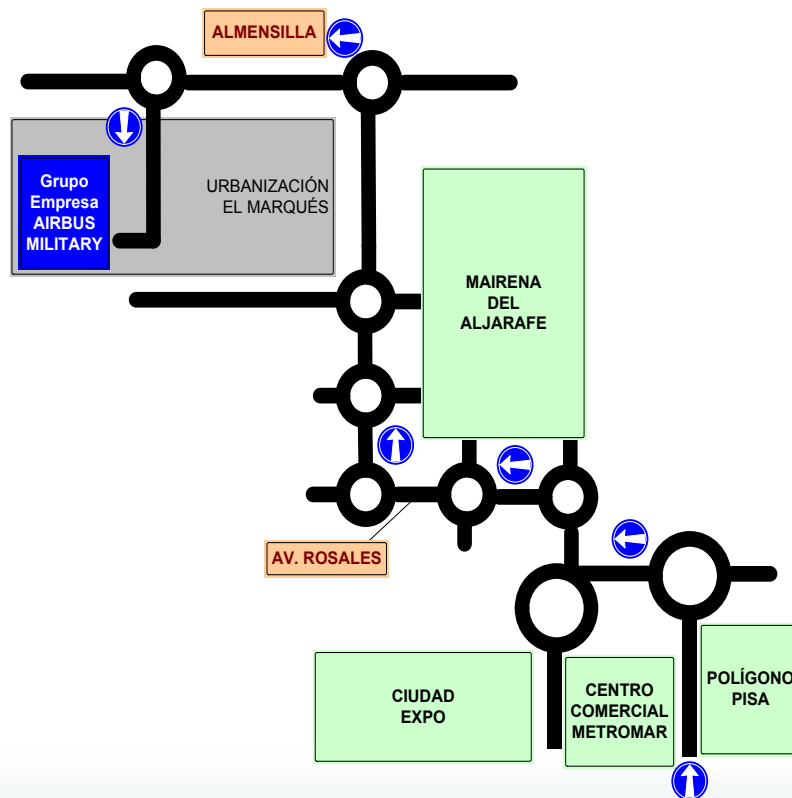 ALMENSILLA
Grupo
Empresa
AIRBUS
MILITARY
URBANIZACIÓN
EL MARQUÉS
MAIRENA
DEL
ALJARAFE
AV. ROSALES
CIUDAD
EXPO
CENTRO
COMERCIAL
METROMAR
POLÍGONO
PISA